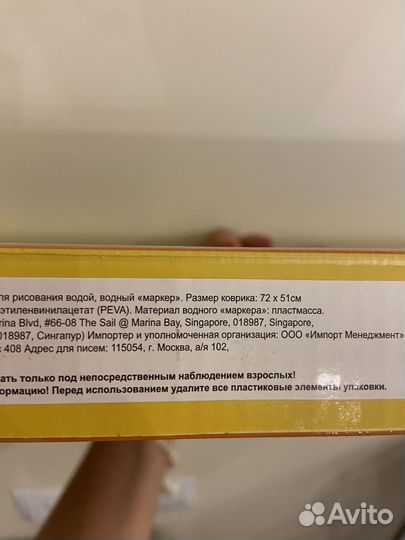 для рисования водой, водный «маркер». Размер коврика: 72 x 51см
этиленвинилацетат (PEVA). Материал водного «маркера»: пластмасса.
rina Blvd, #66-08 The Sail @ Marina Bay, Singapore, 018987, Singapore,
018987, Сингапур) Импортер и уполномоченная организация: ООО «Импорт Менеджмент»
: 408 Адрес для писем: 115054, г. Москва, а/я 102,
ать только под непосредственным наблюдением взрослых!
формацию! Перед использованием удалите все пластиковые элементы упаковки.
Avito